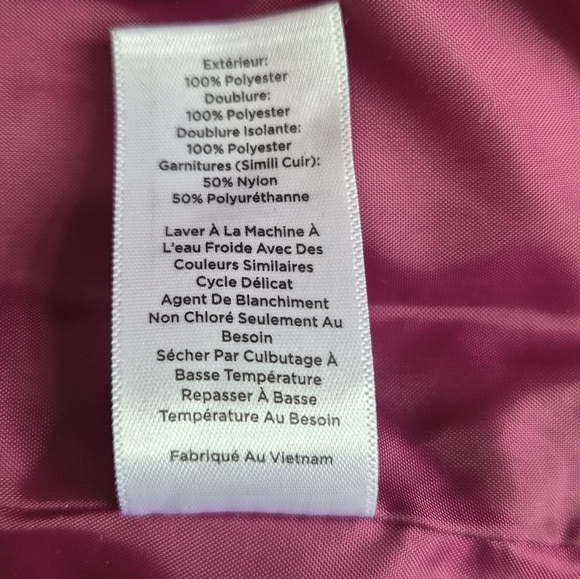 Extérieur:
100% Polyester
Doublure:
100% Polyester
Doublure Isolante:
100% Polyester
Garnitures (Simili Cuir):
50% Nylon
50% Polyuréthanne
Laver À La Machine À
L'eau Froide Avec Des
Couleurs Similaires
Cycle Délicat
Agent De Blanchiment
Non Chloré Seulement Au
Besoin
Sécher Par Culbutage À
Basse Température
Repasser À Basse
Température Au Besoin
Fabriqué Au Vietnam